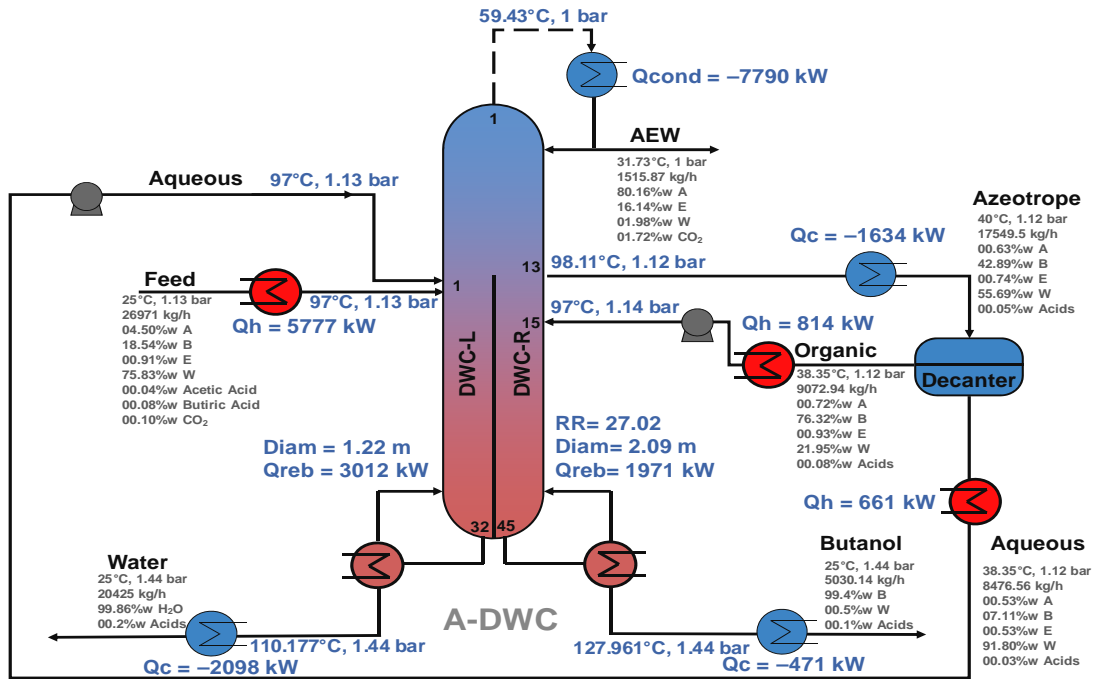 59.43°C, 1 bar
Qcond = –7790 kW
1
AEW
31.73°C, 1 bar
1515.87 kg/h
80.16%w A
16.14% E
01.98%w W
01.72%w CO₂
Aqueous
97°C, 1.13 bar
Feed
25°C, 1.13 bar
26971 kg/h
04.50%w A
18.54%w B
00.91%w E
75.83%w W
00.04%w Acetic Acid
00.08%w Butiric Acid
00.10%w CO₂
97°C, 1.13 bar
Qh = 5777 kW
1
13
98.11°C, 1.12 bar
Qc = –1634 kW
Azeotrope
40°C, 1.12 bar
17549.5 kg/h
00.63%w A
42.89%w B
00.74%w E
55.69%w W
00.05%w Acids
15
97°C, 1.14 bar
Qh = 814 kW
Organic
38.35°C, 1.12 bar
9072.94 kg/h
00.72%w A
76.32%w B
00.93%w E
21.95%w W
00.08%w Acids
Decanter
DWC-L
DWC-R
Diam = 1.22 m
Qreb = 3012 kW
RR= 27.02
Diam= 2.09 m
Qreb= 1971 kW
Qh = 661 kW
32
45
Water
25°C, 1.44 bar
20425 kg/h
99.86%w H₂O
00.2%w Acids
110.177°C, 1.44 bar
Qc = –2098 kW
A-DWC
Butanol
25°C, 1.44 bar
5030.14 kg/h
99.4%w B
00.5%w W
00.1%w Acids
127.961°C, 1.44 bar
Qc = –471 kW
Aqueous
38.35°C, 1.12 bar
8476.56 kg/h
00.53%w A
07.11%w B
00.53%w E
91.80% W
00.03%w Acids